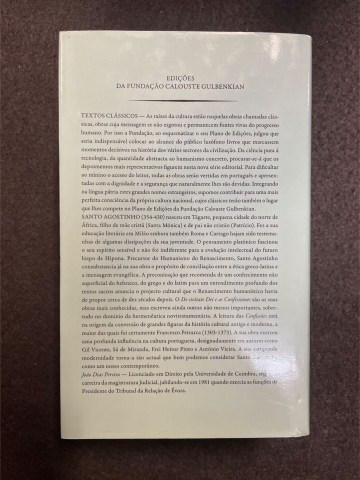 EDIÇÕES
DA FUNDAÇÃO CALOUSTE GULBENKIAN
TEXTOS CLÁSSICOS — As raízes da cultura estão naquelas obras chamadas clás-
sicas, obras cuja mensagem se não esgotou e permanecem fontes vivas do progresso
humano. Por isso a Fundação, ao esquematizar o seu Plano de Edições, julgou que
seria indispensável colocar ao alcance do público lusófono livros que marcassem
momentos decisivos na história dos vários sectores da civilização. Da ciência pura à
tecnologia, da quantidade abstracta ao humanismo concreto, procurar-se-á que os
depoimentos mais representativos figurem nesta nova série editorial. Para dificultar
ao mínimo o acesso do leitor, todas as obras serão vertidas em português e apresen-
tadas com a dignidade e a segurança que naturalmente lhes são devidas. Integrando
na língua pátria estes grandes nomes estrangeiros, supomos contribuir para uma mais
perfeita consciência da própria cultura nacional, cujos clássicos terão também o lugar
que lhes compete no Plano de Edições da Fundação Calouste Gulbenkian.
SANTO AGOSTINHO (354-430) nasceu em Tagaste, pequena cidade do norte de
África, filho de mãe cristã (Santa Mónica) e de pai não cristão (Patrício). Fez a sua
educação literária em Milão embora também Roma e Cartago hajam sido testemu-
nhas de algumas dissipações da sua juventude. O pensamento platónico fascinou
o seu espírito sensível e não foi indiferente para a evolução intelectual do futuro
bispo de Hipona. Precursor do Humanismo do Renascimento, Santo Agostinho
consubstancia já na sua obra o propósito de conciliação entre a ética greco-latina e
a mensagem evangélica. A preconização que recomenda de um conhecimento não
superficial do hebraico, do grego e do latim para um entendimento profundo dos
textos sacros anuncia o projecto cultural que o Renascimento humanístico havia
de propor cerca de dez séculos depois. O De civitate Dei e as Confissões são as suas
obras mais conhecidas, mas escreveu ainda outras não menos importantes, sobre-
tudo no domínio da hermenêutica novitestamentária. A leitura das Confissões está
na origem da conversão de grandes figuras da história cultural antiga e moderna, a
maior das quais foi certamente Francesco Petrarca (1303-1373). A sua obra exerceu
uma profunda influência na cultura portuguesa, designadamente em autores como
Gil Vicente, Sá de Miranda, Frei Heitor Pinto e António Vieira. A sua surpreende
modernidade torna-a tão actual que bem podemos considerar Santo
como um nosso contemporâneo.
João Dias Pereira — Licenciado em Direito pela Universidade de Coimbra, seg
carreira da magistratura Judicial, jubilando-se em 1981 quando exercia as funções de
Presidente do Tribunal da Relação de Évora.